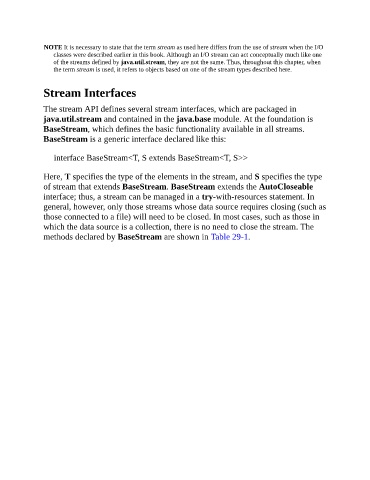 NOTE It is necessary to state that the term stream as used here differs from the use of stream when the I/O
classes were described earlier in this book. Although an I/O stream can act conceptually much like one
of the streams defined by java.util.stream, they are not the same. Thus, throughout this chapter, when
the term stream is used, it refers to objects based on one of the stream types described here.
Stream Interfaces
The stream API defines several stream interfaces, which are packaged in
java.util.stream and contained in the java.base module. At the foundation is
BaseStream, which defines the basic functionality available in all streams.
BaseStream is a generic interface declared like this:
interface BaseStream<T, S extends BaseStream<T, S>>
Here, T specifies the type of the elements in the stream, and S specifies the type
of stream that extends BaseStream. BaseStream extends the AutoCloseable
interface; thus, a stream can be managed in a try-with-resources statement. In
general, however, only those streams whose data source requires closing (such as
those connected to a file) will need to be closed. In most cases, such as those in
which the data source is a collection, there is no need to close the stream. The
methods declared by BaseStream are shown in Table 29-1.